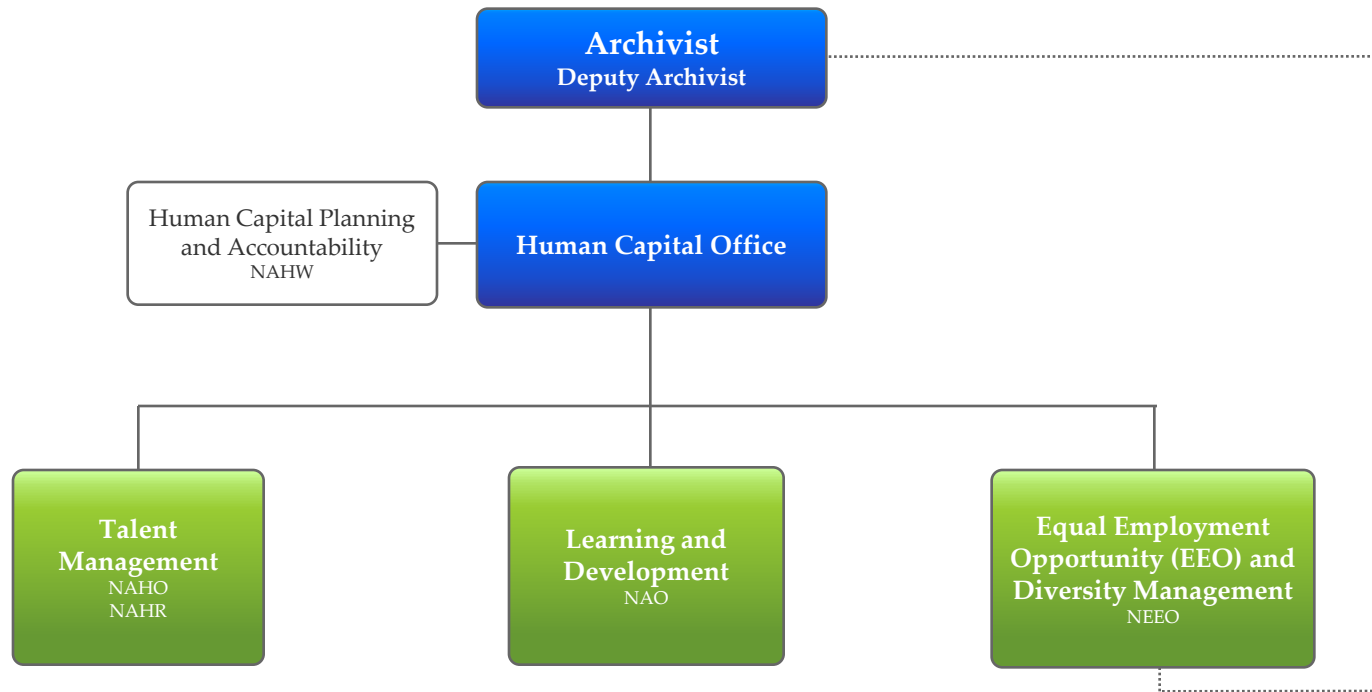 Archivist
Deputy Archivist
Human Capital Planning
and Accountability
NAHW
Human Capital Office
Talent
Management
NAHO
NAHR
Learning and
Development
NAO
Equal Employment
Opportunity (EEO) and
Diversity Management
NEEO